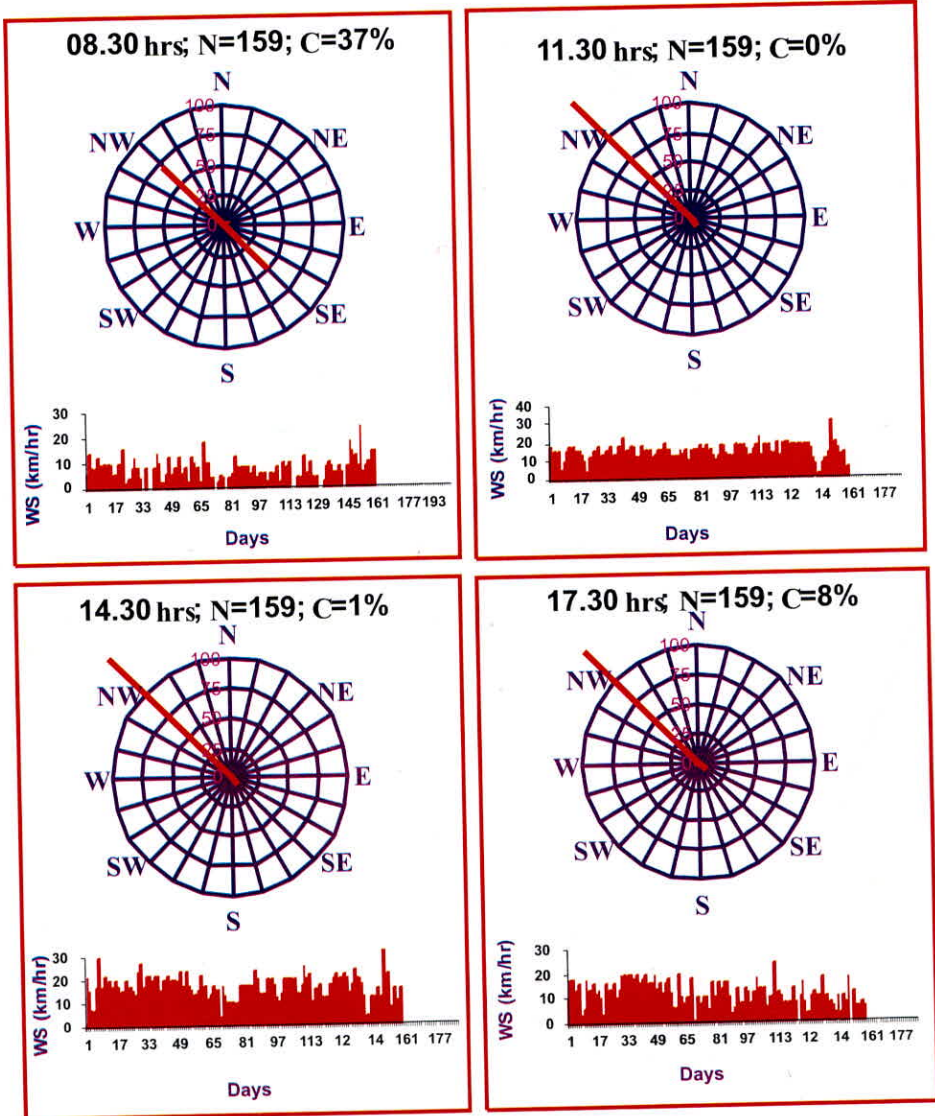 08.30 hrs; N=159; C=37%
N
100
NW
NE
75
50
25
W
0
E
SW
SE
S
WS (km/hr)
30
20
10
0
1 17 33 49 65 81 97 113 129 145 161 177 193
Days
11.30 hrs; N=159; C=0%
N
100
NW
NE
75
50
25
W
0
E
SW
SE
S
WS (km/hr)
40
30
20
10
0
1 17 33 49 65 81 97 113 12 14 161 177
Days
14.30 hrs; N=159; C=1%
N
100
NW
NE
75
50
25
W
0
E
SW
SE
S
WS (km/hr)
30
20
10
0
1 17 33 49 65 81 97 113 12 14 161 177
Days
17.30 hrs; N=159; C=8%
N
100
NW
NE
75
50
25
W
0
E
SW
SE
S
WS (km/hr)
30
20
10
0
1 17 33 49 65 81 97 113 12 14 161 177
Days